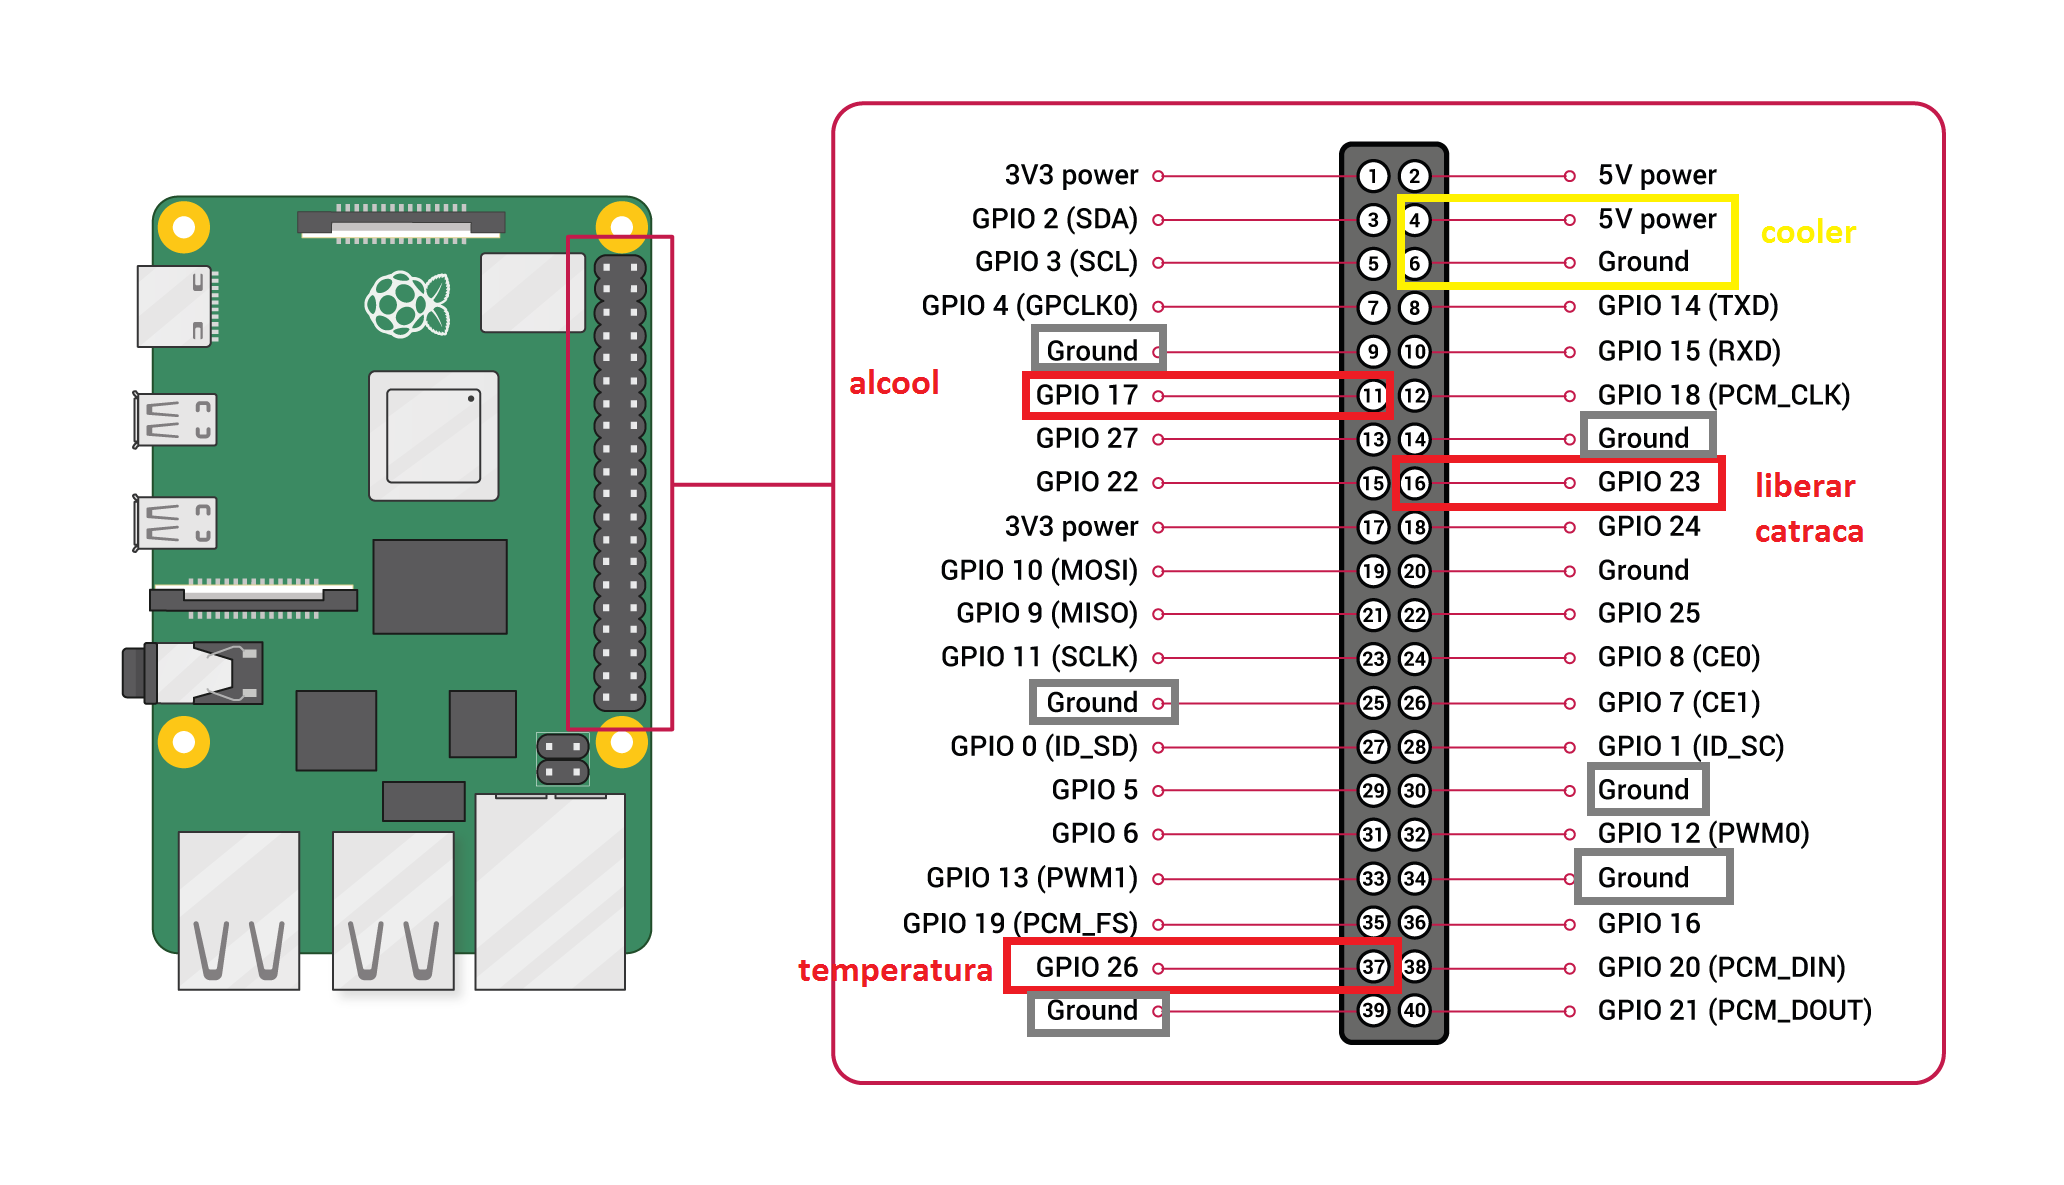 3V3 power 1 2 5V power
GPIO 2 (SDA) 3 4 5V power
cooler
GPIO 3 (SCL) 5 6 Ground
GPIO 4 (GPCLK0) 7 8 GPIO 14 (TXD)
Ground 9 10 GPIO 15 (RXD)
alcool
GPIO 17 11 12 GPIO 18 (PCM_CLK)
GPIO 27 13 14 Ground
GPIO 22 15 16 GPIO 23
liberar
catraca
3V3 power 17 18 GPIO 24
GPIO 10 (MOSI) 19 20 Ground
GPIO 9 (MISO) 21 22 GPIO 25
GPIO 11 (SCLK) 23 24 GPIO 8 (CE0)
Ground 25 26 GPIO 7 (CE1)
GPIO 0 (ID_SD) 27 28 GPIO 1 (ID_SC)
GPIO 5 29 30 Ground
GPIO 6 31 32 GPIO 12 (PWM0)
GPIO 13 (PWM1) 33 34 Ground
GPIO 19 (PCM_FS) 35 36 GPIO 16
temperatura GPIO 26 37 38 GPIO 20 (PCM_DIN)
Ground 39 40 GPIO 21 (PCM_DOUT)